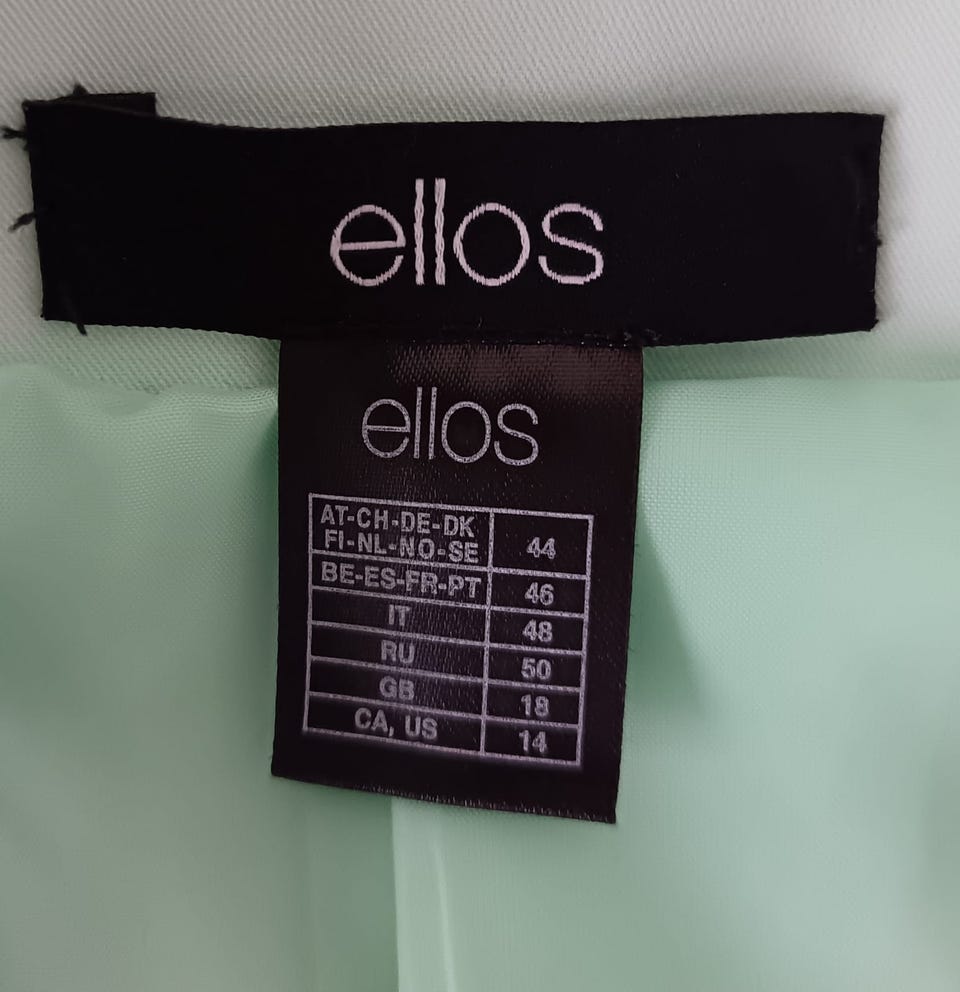 ellos
ellos
AT-CH-DE-DK
FI-NL-NO-SE 44
BE-ES-FR-PT 46
IT 48
RU 50
GB 18
CA, US 14